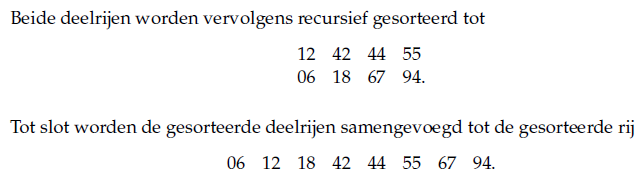 Beide deelrijen worden vervolgens recursief gesorteerd tot
12 42 44 55
06 18 67 94.
Tot slot worden de gesorteerde deelrijen samengevoegd tot de gesorteerde rij
06 12 18 42 44 55 67 94.